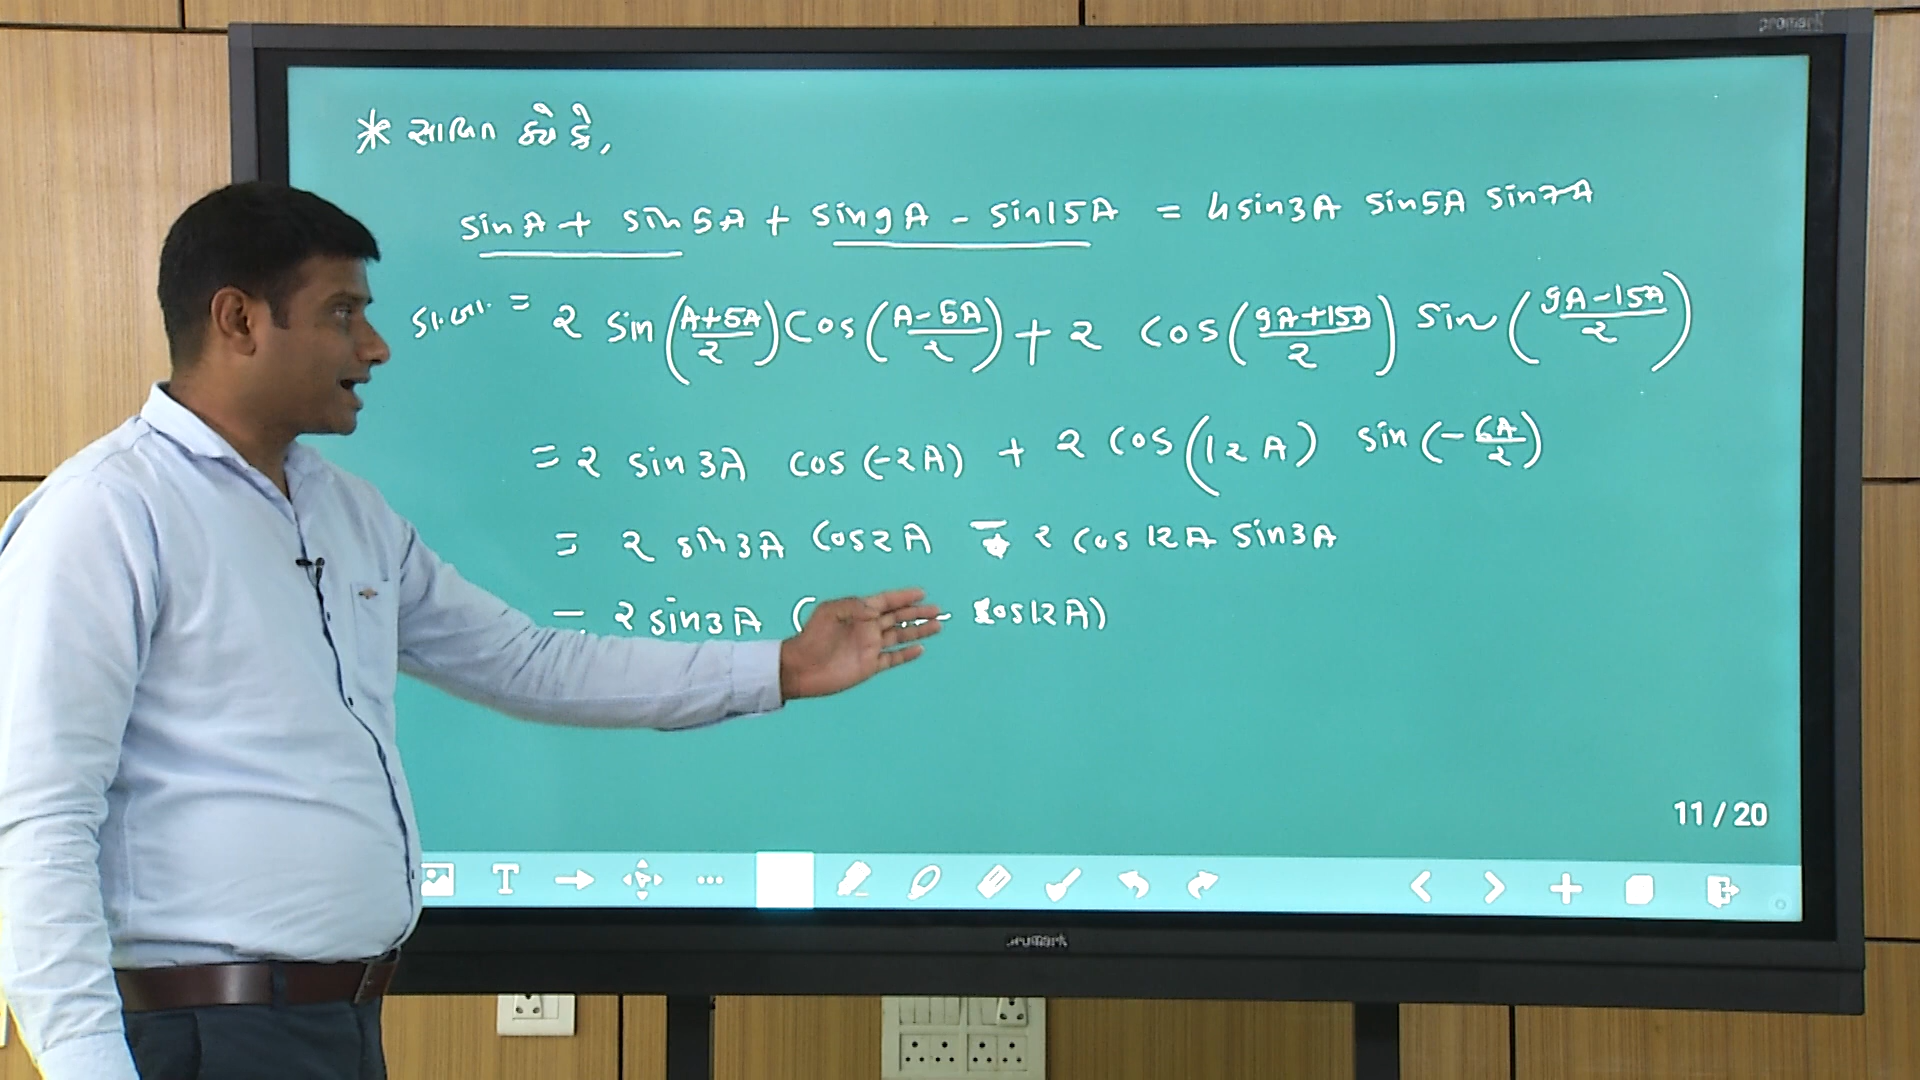 promark
* સાબિત કરો કે,
sinA + sin5A + sin9A - sin15A = 4sin3A sin5A sin7A
ડા.બા. = 2 sin(A+5A/2) cos(A-5A/2) + 2 cos(9A+15A/2) sin(9A-15A/2)
= 2 sin3A cos(-2A) + 2 cos(12A) sin(-6A/2)
= 2 sin3A cos2A - 2 cos12A sin3A
= 2 sin3A ( - cos12A)
11 / 20
T
promark